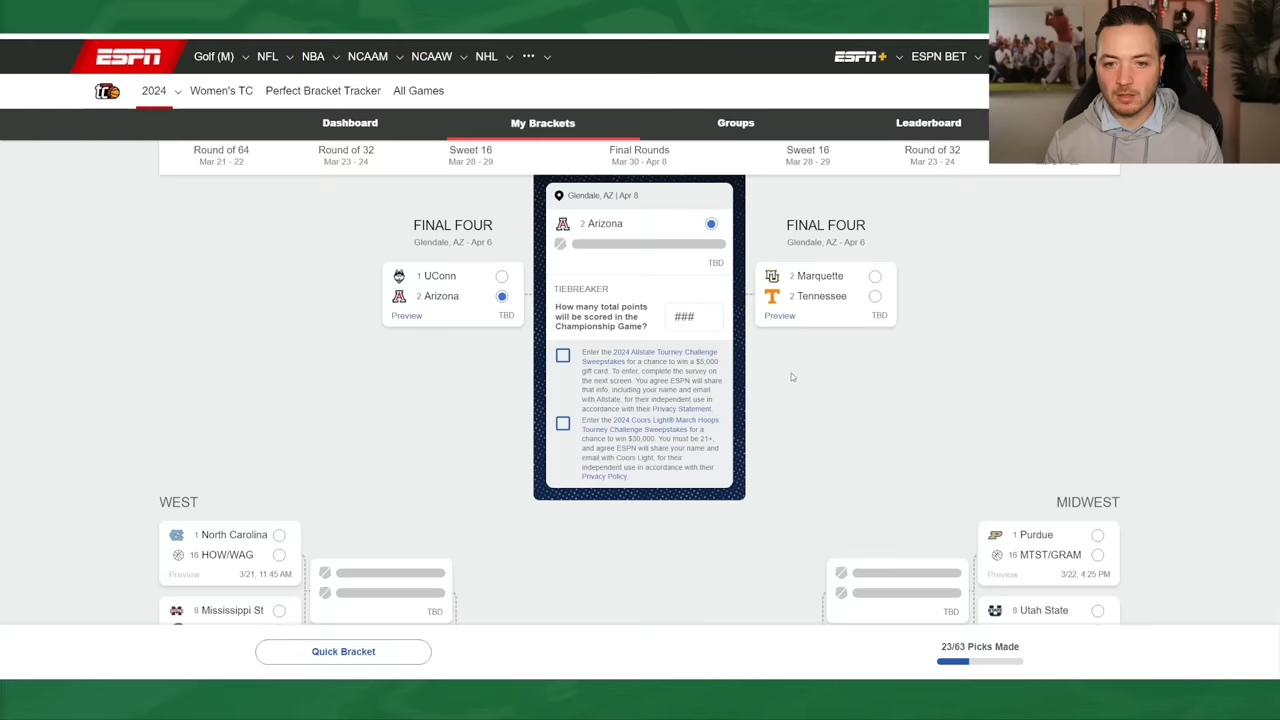 ESPN
Golf (M)
NFL
NBA
NCAAM
NCAAW
NHL
•••
ESPN+
ESPN BET
tc
2024
Women's TC
Perfect Bracket Tracker
All Games
Dashboard
My Brackets
Groups
Leaderboard
Round of 64
Mar 21 - 22
Round of 32
Mar 23 - 24
Sweet 16
Mar 28 - 29
Final Rounds
Mar 30 - Apr 8
Sweet 16
Mar 28 - 29
Round of 32
Mar 23 - 24
Glendale, AZ | Apr 8
2 Arizona
TBD
TIEBREAKER
How many total points
will be scored in the
Championship Game?
###
Enter the 2024 Allstate Tourney Challenge
Sweepstakes for a chance to win a $5,000
gift card. To enter, complete the survey on
the next screen. You agree ESPN will share
that info, including your name and email
with Allstate, for their independent use in
accordance with their Privacy Statement.
Enter the 2024 Coors Light® March Hoops
Tourney Challenge Sweepstakes for a
chance to win $30,000. You must be 21+,
and agree ESPN will share your name and
email with Coors Light, for their
independent use in accordance with their
Privacy Policy
FINAL FOUR
Glendale, AZ - Apr 6
1 UConn
2 Arizona
Preview
TBD
FINAL FOUR
Glendale, AZ - Apr 6
2 Marquette
2 Tennessee
Preview
TBD
WEST
1 North Carolina
16 HOW/WAG
Preview
3/21, 11:45 AM
8 Mississippi St
TBD
MIDWEST
1 Purdue
16 MTST/GRAM
Preview
3/22, 4:25 PM
8 Utah State
TBD
Quick Bracket
23/63 Picks Made